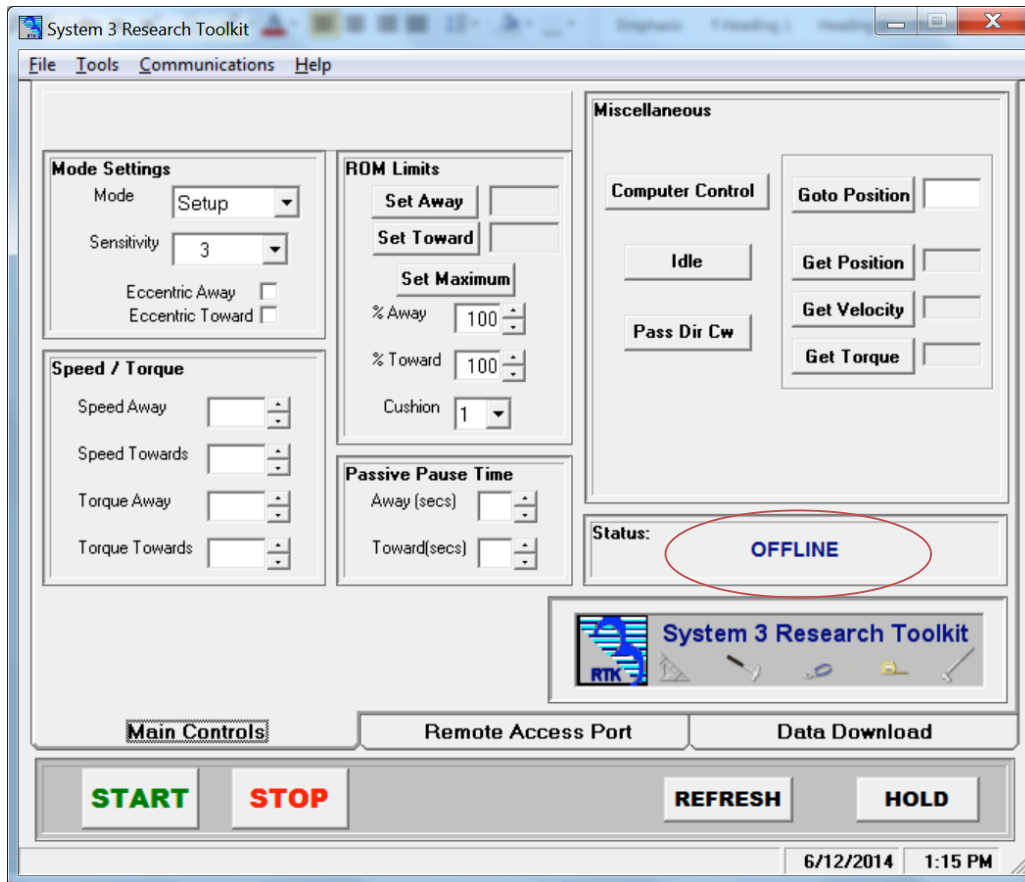 System 3 Research Toolkit
Emphasis
¶ Heading 1
Heading
File Tools Communications Help
Mode Settings
Mode
Setup
Sensitivity
3
Eccentric Away
Eccentric Toward
Speed / Torque
Speed Away
Speed Towards
Torque Away
Torque Towards
ROM Limits
Set Away
Set Toward
Set Maximum
% Away
100
% Toward
100
Cushion
1
Passive Pause Time
Away (secs)
Toward(secs)
Miscellaneous
Computer Control
Idle
Pass Dir Cw
Goto Position
Get Position
Get Velocity
Get Torque
Status:
OFFLINE
System 3 Research Toolkit
RTK
Main Controls
Remote Access Port
Data Download
START
STOP
REFRESH
HOLD
6/12/2014
1:15 PM